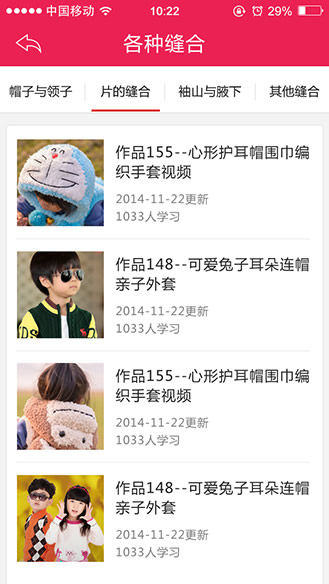 中国移动
10:22
29%
各种缝合
帽子与领子
片的缝合
袖山与腋下
其他缝合
作品155--心形护耳帽围巾编
织手套视频
2014-11-22更新
1033人学习
作品148--可爱兔子耳朵连帽
亲子外套
2014-11-22更新
1033人学习
作品155--心形护耳帽围巾编
织手套视频
2014-11-22更新
1033人学习
作品148--可爱兔子耳朵连帽
亲子外套
2014-11-22更新
1033人学习